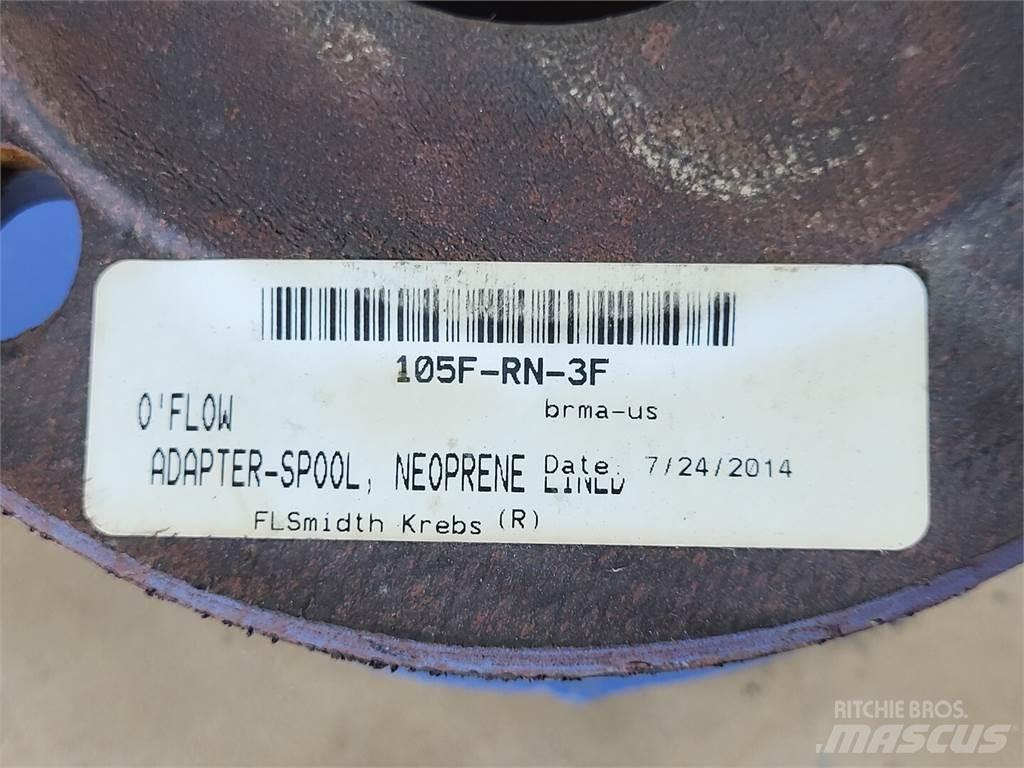 105F-RN-3F
O'FLOW
brma-us
ADAPTER-SPOOL, NEOPRENE LINED
Date. 7/24/2014
FLSmidth Krebs (R)
RITCHIE BROS.
MASCUS